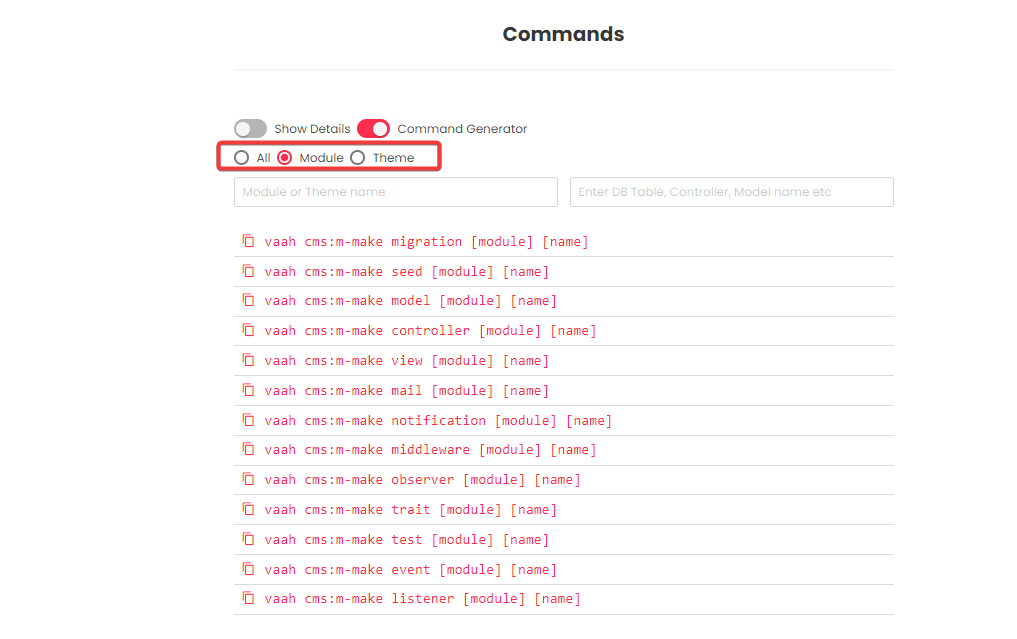 Commands
Show Details Command Generator
All Module Theme
Module or Theme name Enter DB Table, Controller, Model name etc
vaah cms:m-make migration [module] [name]
vaah cms:m-make seed [module] [name]
vaah cms:m-make model [module] [name]
vaah cms:m-make controller [module] [name]
vaah cms:m-make view [module] [name]
vaah cms:m-make mail [module] [name]
vaah cms:m-make notification [module] [name]
vaah cms:m-make middleware [module] [name]
vaah cms:m-make observer [module] [name]
vaah cms:m-make trait [module] [name]
vaah cms:m-make test [module] [name]
vaah cms:m-make event [module] [name]
vaah cms:m-make listener [module] [name]